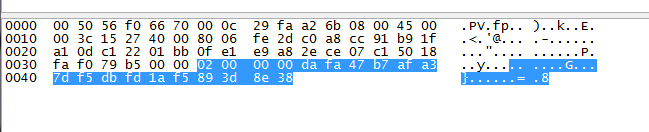 0000 00 50 56 f0 66 70 00 0c 29 fa a2 6b 08 00 45 00 .PV.fp.. )..k..E.
0010 00 3c 15 27 40 00 80 06 fe 2d c0 a8 cc 91 b9 1f .<.'@... .-......
0020 a1 0d c1 22 01 bb 0f e1 e9 a8 2e ce 07 c1 50 18 ...".... ......P.
0030 fa f0 79 b5 00 00 02 00 00 00 da fa 47 b7 af a3 ..y..... ....G...
0040 7d f5 db fd 1a f5 89 3d 8e 38 }......= .8